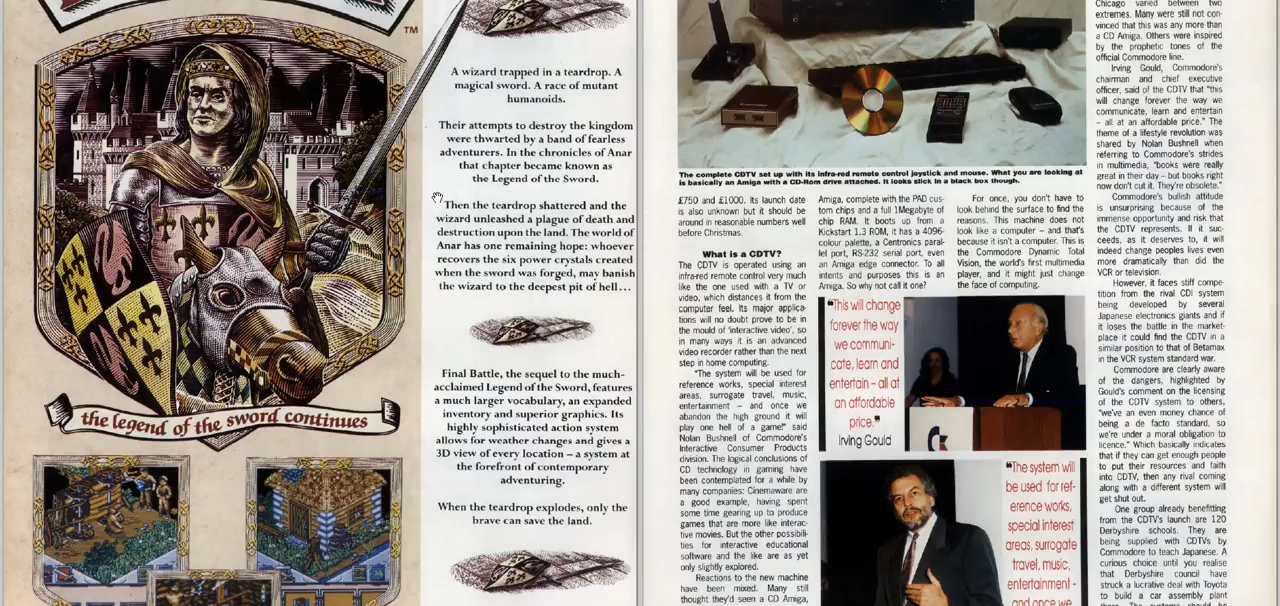 TM
the legend of the sword continues
A wizard trapped in a teardrop. A
magical sword. A race of mutant
humanoids.
Their attempts to destroy the kingdom
were thwarted by a band of fearless
adventurers. In the chronicles of Anar
that chapter became known as
the Legend of the Sword.
Then the teardrop shattered and the
wizard unleashed a plague of death and
destruction upon the land. The world of
Anar has one remaining hope: whoever
recovers the six power crystals created
when the sword was forged, may banish
the wizard to the deepest pit of hell...
Final Battle, the sequel to the much-
acclaimed Legend of the Sword, features
a much larger vocabulary, an expanded
inventory and superior graphics. Its
highly sophisticated action system
allows for weather changes and gives a
3D view of every location – a system at
the forefront of contemporary
adventuring.
When the teardrop explodes, only the
brave can save the land.
The complete CDTV set up with its infra-red remote control joystick and mouse. What you are looking at
is basically an Amiga with a CD-Rom drive attached. It looks slick in a black box though.
£750 and £1000. Its launch date
is also unknown but it should be
around in reasonable numbers well
before Christmas.
What is a CDTV?
The CDTV is operated using an
infra-red remote control very much
like the one used with a TV or
video, which distances it from the
computer feel. Its major applica-
tions will no doubt prove to be in
the mould of 'interactive video', so
in many ways it is an advanced
video recorder rather than the next
step in home computing.
"The system will be used for
reference works, special interest
areas, surrogate travel, music,
entertainment – and once we
abandon the high ground it will
play one hell of a game!" said
Nolan Bushnell of Commodore's
Interactive Consumer Products
division. The logical conclusions of
CD technology in gaming have
been contemplated for a while by
many companies: Cinemaware are
a good example, having spent
some time gearing up to produce
games that are more like interac-
tive movies. But the other possibili-
ties for interactive educational
software and the like are as yet
only slightly explored.
Reactions to the new machine
have been mixed. Many still
thought they'd seen a CD Amiga,
Amiga, complete with the PAD cus-
tom chips and a full 1Megabyte of
chip RAM. It boots up from a
Kickstart 1.3 ROM, it has a 4096-
colour palette, a Centronics paral-
lel port, RS-232 serial port, even
an Amiga edge connector. To all
intents and purposes this is an
Amiga. So why not call it one?
For once, you don't have to
look behind the surface to find the
reasons. This machine does not
look like a computer – and that's
because it isn't a computer. This is
the Commodore Dynamic Total
Vision, the world's first multimedia
player, and it might just change
the face of computing.
❝This will change
forever the way
we communi-
cate, learn and
entertain – all at
an affordable
price.❞
Irving Gould
❝The system will
be used for ref-
erence works,
special interest
areas, surrogate
travel, music,
entertainment -
and once we
Chicago varied between two
extremes. Many were still not con-
vinced that this was any more than
a CD Amiga. Others were inspired
by the prophetic tones of the
official Commodore line.
Irving Gould, Commodore's
chairman and chief executive
officer, said of the CDTV that "this
will change forever the way we
communicate, learn and entertain
– all at an affordable price." The
theme of a lifestyle revolution was
shared by Nolan Bushnell when
referring to Commodore's strides
in multimedia, "books were really
great in their day – but books right
now don't cut it. They're obsolete."
Commodore's bullish attitude
is unsurprising because of the
immense opportunity and risk that
the CDTV represents. If it suc-
ceeds, as it deserves to, it will
indeed change peoples lives even
more dramatically than did the
VCR or television.
However, it faces stiff compe-
tition from the rival CDI system
being developed by several
Japanese electronics giants and if
it loses the battle in the market-
place it could find the CDTV in a
similar position to that of Betamax
in the VCR system standard war.
Commodore are clearly aware
of the dangers, highlighted by
Gould's comment on the licensing
of the CDTV system to others,
"we've an even money chance of
being a de facto standard, so
we're under a moral obligation to
licence." Which basically indicates
that if they can get enough people
to put their resources and faith
into CDTV, then any rival coming
along with a different system will
get shut out.
One group already benefitting
from the CDTV's launch are 120
Derbyshire schools. They are
being supplied with CDTVs by
Commodore to teach Japanese. A
curious choice until you realise
that Derbyshire council have
struck a lucrative deal with Toyota
to build a car assembly plant